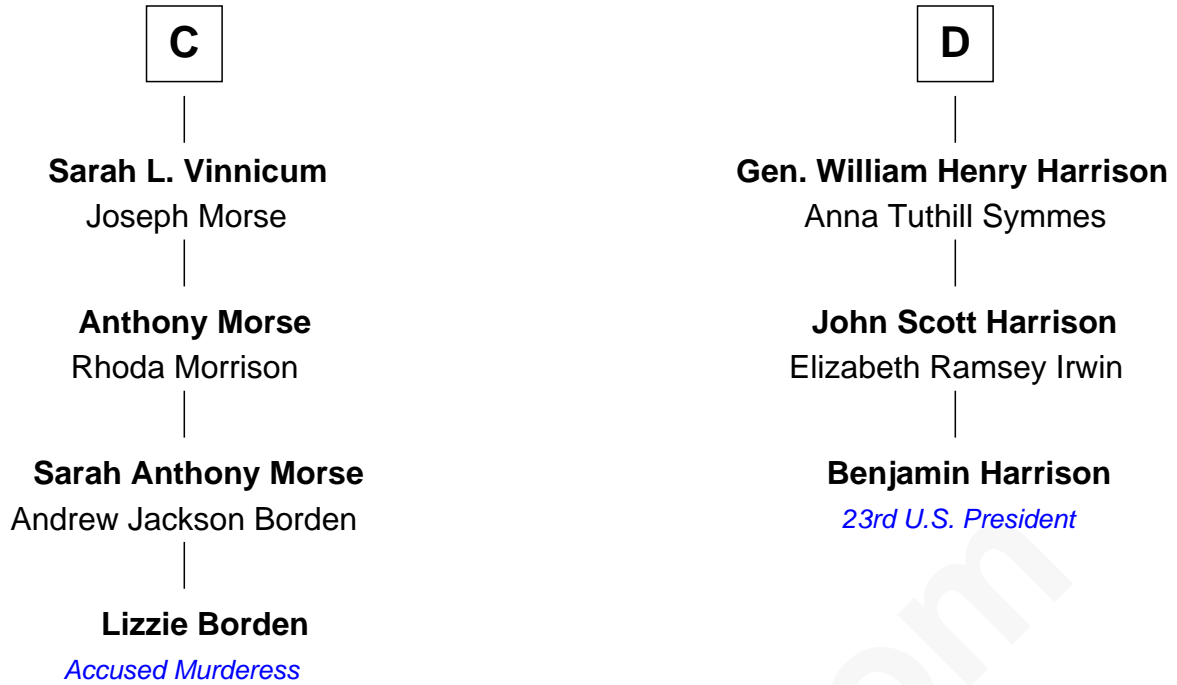 C
Sarah L. Vinnicum
Joseph Morse
Anthony Morse
Rhoda Morrison
Sarah Anthony Morse
Andrew Jackson Borden
Lizzie Borden
Accused Murderess
D
Gen. William Henry Harrison
Anna Tuthill Symmes
John Scott Harrison
Elizabeth Ramsey Irwin
Benjamin Harrison
23rd U.S. President
om